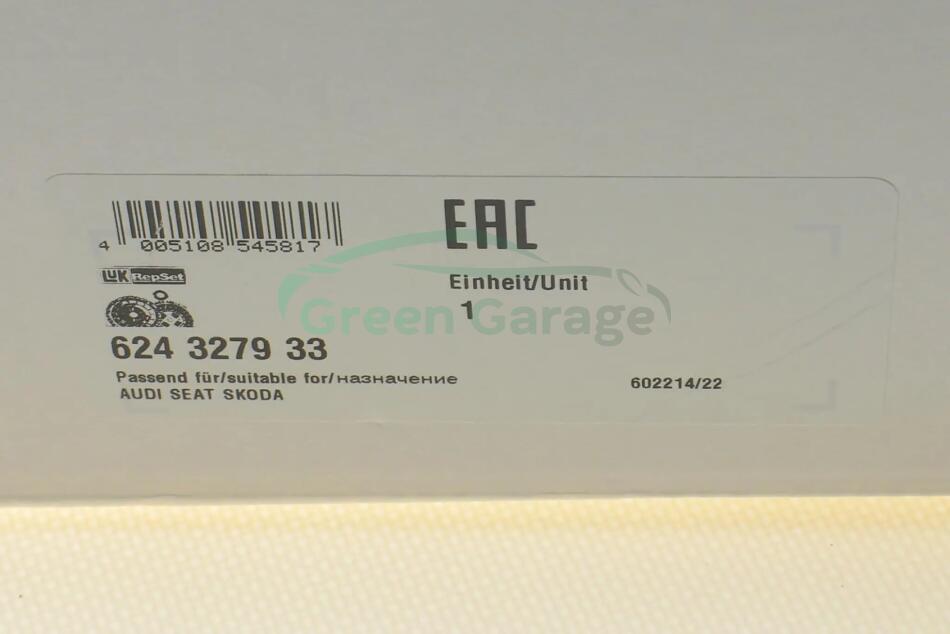 EAC
4 005108 545817
LUK RepSet
Einheit/Unit
1
Green Garage
624 3279 33
Passend für/suitable for/назначение
AUDI SEAT SKODA
602214/22